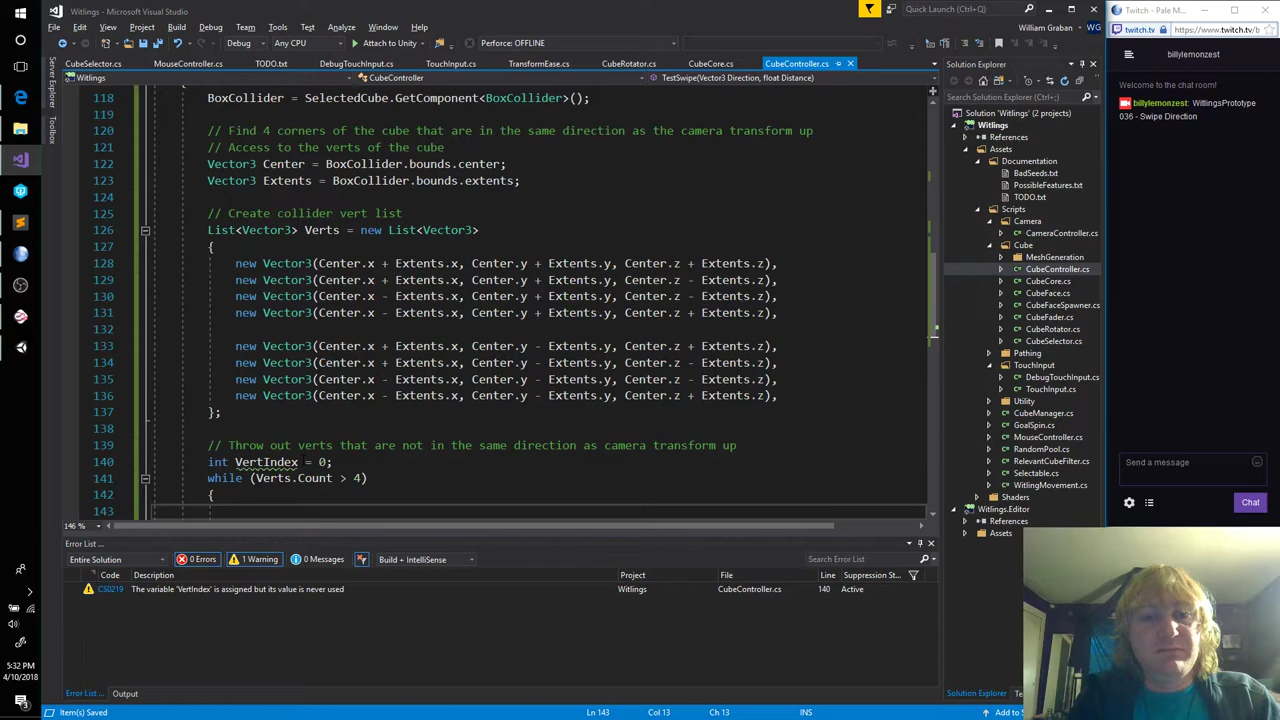 Witlings - Microsoft Visual Studio
Quick Launch (Ctrl+Q)
File Edit View Project Build Debug Team Tools Test Analyze Window Help
William Graban WG
Debug Any CPU Attach to Unity Perforce: OFFLINE
CubeSelector.cs MouseController.cs TODO.txt DebugTouchInput.cs TouchInput.cs TransformEase.cs CubeRotator.cs CubeCore.cs CubeController.cs
Witlings CubeController TestSwipe(Vector3 Direction, float Distance)
Server Explorer
Toolbox
118 BoxCollider = SelectedCube.GetComponent<BoxCollider>();
119
120 // Find 4 corners of the cube that are in the same direction as the camera transform up
121 // Access to the verts of the cube
122 Vector3 Center = BoxCollider.bounds.center;
123 Vector3 Extents = BoxCollider.bounds.extents;
124
125 // Create collider vert list
126 List<Vector3> Verts = new List<Vector3>
127 {
128 new Vector3(Center.x + Extents.x, Center.y + Extents.y, Center.z + Extents.z),
129 new Vector3(Center.x + Extents.x, Center.y + Extents.y, Center.z - Extents.z),
130 new Vector3(Center.x - Extents.x, Center.y + Extents.y, Center.z - Extents.z),
131 new Vector3(Center.x - Extents.x, Center.y + Extents.y, Center.z + Extents.z),
132
133 new Vector3(Center.x + Extents.x, Center.y - Extents.y, Center.z + Extents.z),
134 new Vector3(Center.x + Extents.x, Center.y - Extents.y, Center.z - Extents.z),
135 new Vector3(Center.x - Extents.x, Center.y - Extents.y, Center.z - Extents.z),
136 new Vector3(Center.x - Extents.x, Center.y - Extents.y, Center.z + Extents.z),
137 };
138
139 // Throw out verts that are not in the same direction as camera transform up
140 int VertIndex = 0;
141 while (Verts.Count > 4)
142 {
143
146 %
Error List
Entire Solution 0 Errors 1 Warning 0 Messages Build + IntelliSense Search Error List
Code Description Project File Line Suppression St...
CS0219 The variable 'VertIndex' is assigned but its value is never used Witlings CubeController.cs 140 Active
Error List... Output
Item(s) Saved Ln 143 Col 13 Ch 13 INS Add to S
Solution Explorer
Search Solution Explorer
Solution 'Witlings' (2 projects)
Witlings
References
Assets
Documentation
BadSeeds.txt
PossibleFeatures.txt
TODO.txt
Scripts
Camera
CameraController.cs
Cube
MeshGeneration
CubeController.cs
CubeCore.cs
CubeFace.cs
CubeFaceSpawner.cs
CubeFader.cs
CubeRotator.cs
CubeSelector.cs
Pathing
TouchInput
DebugTouchInput.cs
TouchInput.cs
Utility
CubeManager.cs
GoalSpin.cs
MouseController.cs
RandomPool.cs
RelevantCubeFilter.cs
Selectable.cs
WitlingMovement.cs
Shaders
Witlings.Editor
References
Assets
Solution Explorer Te
Twitch - Pale M...
twitch.tv https://www.twitch.tv/b
billylemonzest
Welcome to the chat room!
billylemonzest: WitlingsPrototype
036 - Swipe Direction
Send a message
Chat
5:32 PM
4/10/2018
3